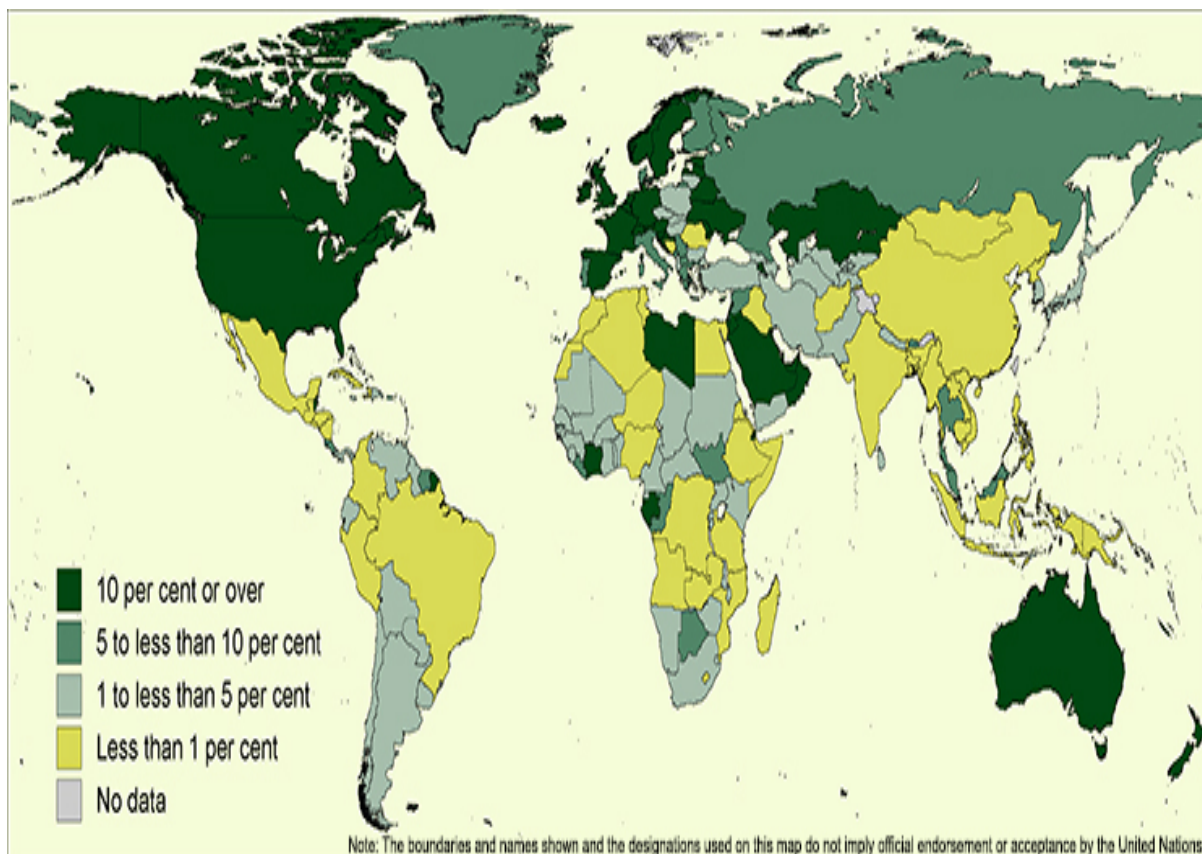 10 per cent or over
5 to less than 10 per cent
1 to less than 5 per cent
Less than 1 per cent
No data
Note: The boundaries and names shown and the designations used on this map do not imply official endorsement or acceptance by the United Nation